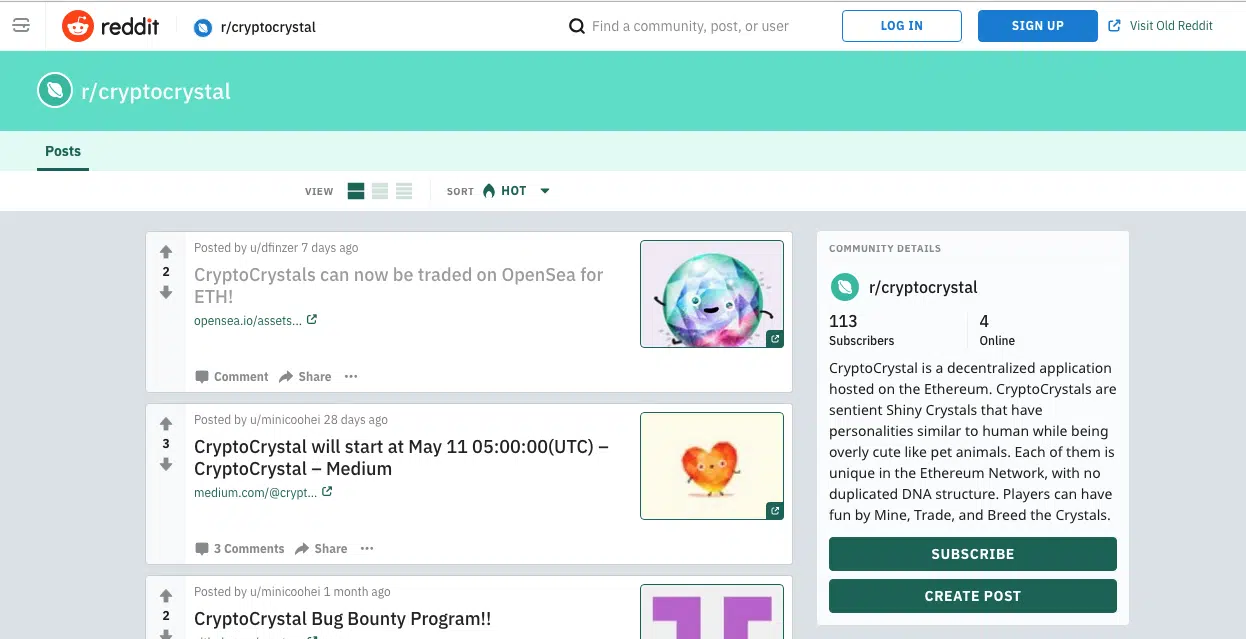 reddit
r/cryptocrystal
Find a community, post, or user
LOG IN
SIGN UP
Visit Old Reddit
r/cryptocrystal
Posts
VIEW
SORT
HOT
2
Posted by u/dfinzer 7 days ago
CryptoCrystals can now be traded on OpenSea for
ETH!
opensea.io/assets...
Comment
Share
3
Posted by u/minicoohei 28 days ago
CryptoCrystal will start at May 11 05:00:00(UTC) –
CryptoCrystal – Medium
medium.com/@crypt...
3 Comments
Share
2
Posted by u/minicoohei 1 month ago
CryptoCrystal Bug Bounty Program!!
COMMUNITY DETAILS
r/cryptocrystal
113
Subscribers
4
Online
CryptoCrystal is a decentralized application
hosted on the Ethereum. CryptoCrystals are
sentient Shiny Crystals that have
personalities similar to human while being
overly cute like pet animals. Each of them is
unique in the Ethereum Network, with no
duplicated DNA structure. Players can have
fun by Mine, Trade, and Breed the Crystals.
SUBSCRIBE
CREATE POST